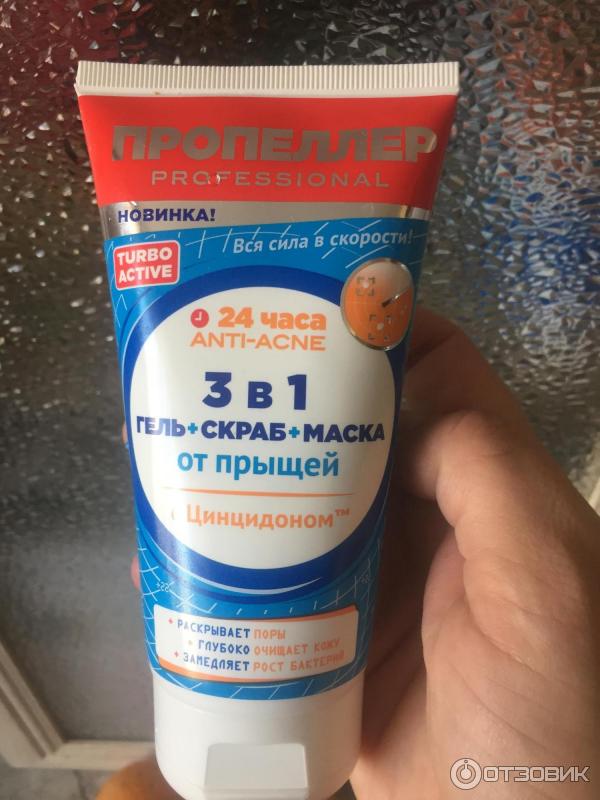 ПРОПЕЛЛЕР
PROFESSIONAL
НОВИНКА!
TURBO
ACTIVE
Вся сила в скорости!
24 часа
ANTI-ACNE
3 в 1
ГЕЛЬ+СКРАБ+МАСКА
от прыщей
с Цинцидоном™
+ РАСКРЫВАЕТ ПОРЫ
+ ГЛУБОКО ОЧИЩАЕТ КОЖУ
+ ЗАМЕДЛЯЕТ РОСТ БАКТЕРИЙ
ОТЗОВИК